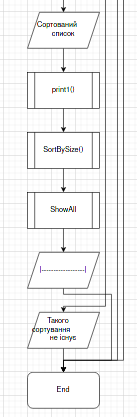 Сортований
список
print1()
SortBySize()
ShowAll
|-------------------|
Такого
сортування
не існує
End